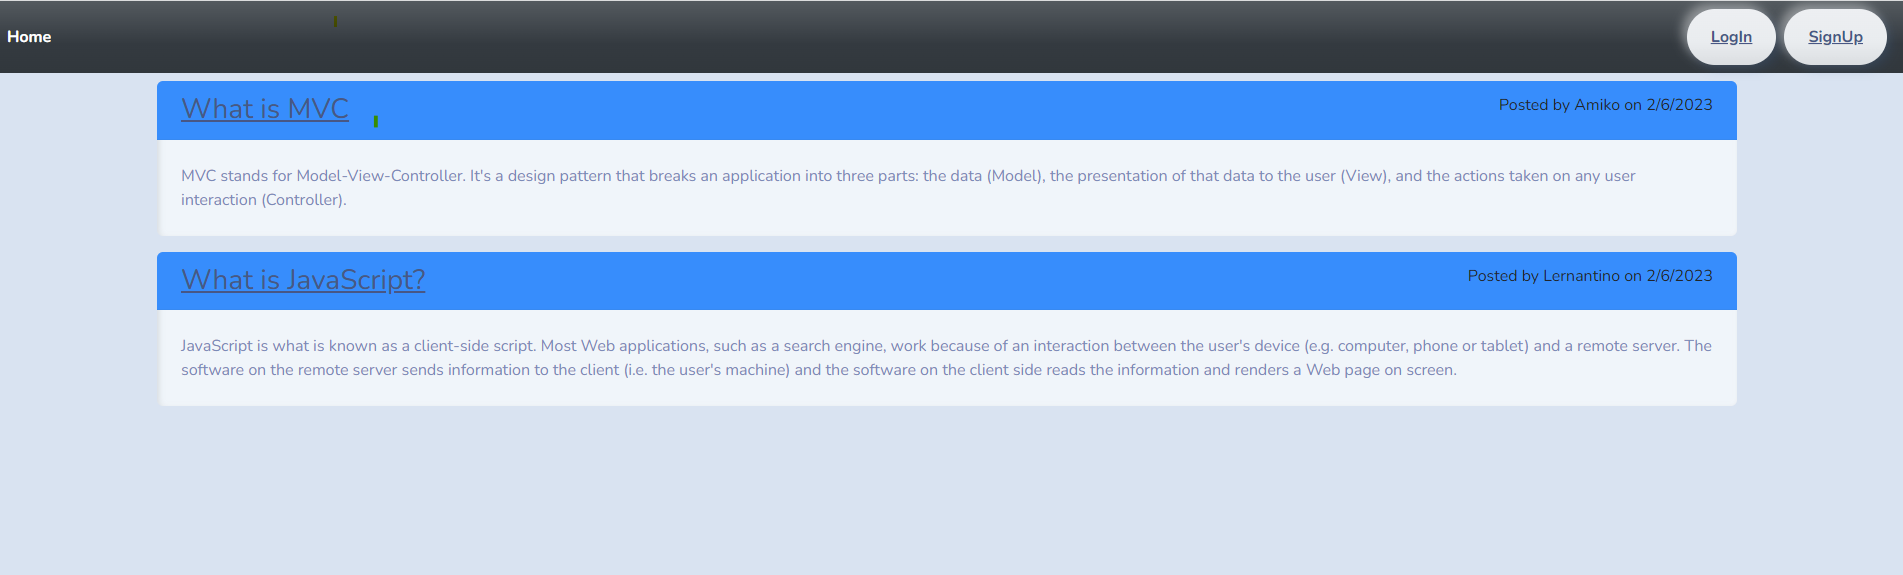 Home
LogIn
SignUp
What is MVC
Posted by Amiko on 2/6/2023
MVC stands for Model-View-Controller. It's a design pattern that breaks an application into three parts: the data (Model), the presentation of that data to the user (View), and the actions taken on any user
interaction (Controller).
What is JavaScript?
Posted by Lernantino on 2/6/2023
JavaScript is what is known as a client-side script. Most Web applications, such as a search engine, work because of an interaction between the user's device (e.g. computer, phone or tablet) and a remote server. The
software on the remote server sends information to the client (i.e. the user's machine) and the software on the client side reads the information and renders a Web page on screen.